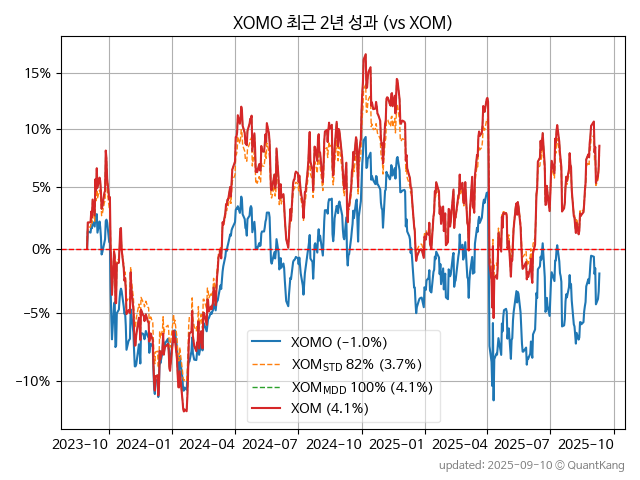 XOMO 최근 2년 성과 (vs XOM)
15%
10%
5%
0%
−5%
−10%
XOMO (−1.0%)
XOM_STD 82% (3.7%)
XOM_MDD 100% (4.1%)
XOM (4.1%)
2023-10 2024-01 2024-04 2024-07 2024-10 2025-01 2025-04 2025-07 2025-10
updated: 2025-09-10 © QuantKang